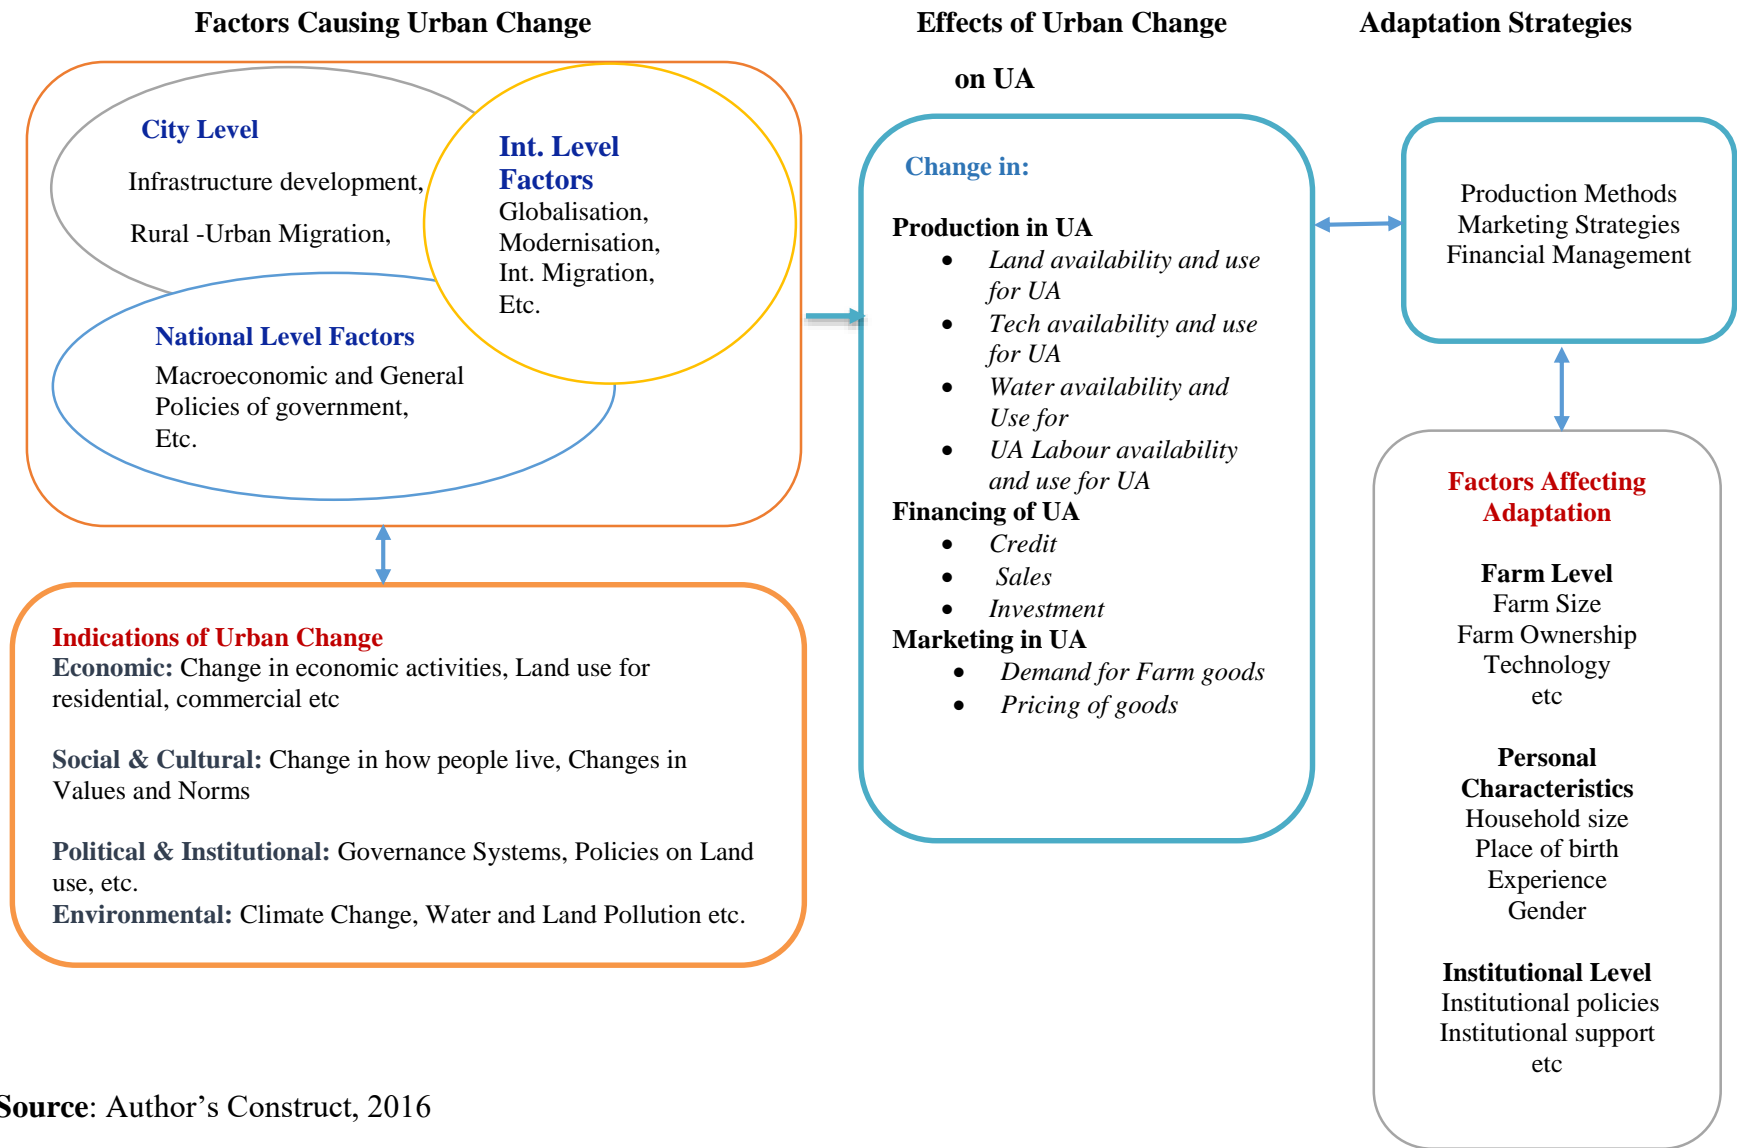 Factors Causing Urban Change
Effects of Urban Change
on UA
Adaptation Strategies
City Level
Infrastructure development,
Rural -Urban Migration,
Int. Level
Factors
Globalisation,
Modernisation,
Int. Migration,
Etc.
National Level Factors
Macroeconomic and General
Policies of government,
Etc.
Indications of Urban Change
Economic: Change in economic activities, Land use for
residential, commercial etc
Social & Cultural: Change in how people live, Changes in
Values and Norms
Political & Institutional: Governance Systems, Policies on Land
use, etc.
Environmental: Climate Change, Water and Land Pollution etc.
Change in:
Production in UA
• Land availability and use
for UA
• Tech availability and use
for UA
• Water availability and
Use for
• UA Labour availability
and use for UA
Financing of UA
• Credit
• Sales
• Investment
Marketing in UA
• Demand for Farm goods
• Pricing of goods
Production Methods
Marketing Strategies
Financial Management
Factors Affecting
Adaptation
Farm Level
Farm Size
Farm Ownership
Technology
etc
Personal
Characteristics
Household size
Place of birth
Experience
Gender
Institutional Level
Institutional policies
Institutional support
etc
Source: Author's Construct, 2016